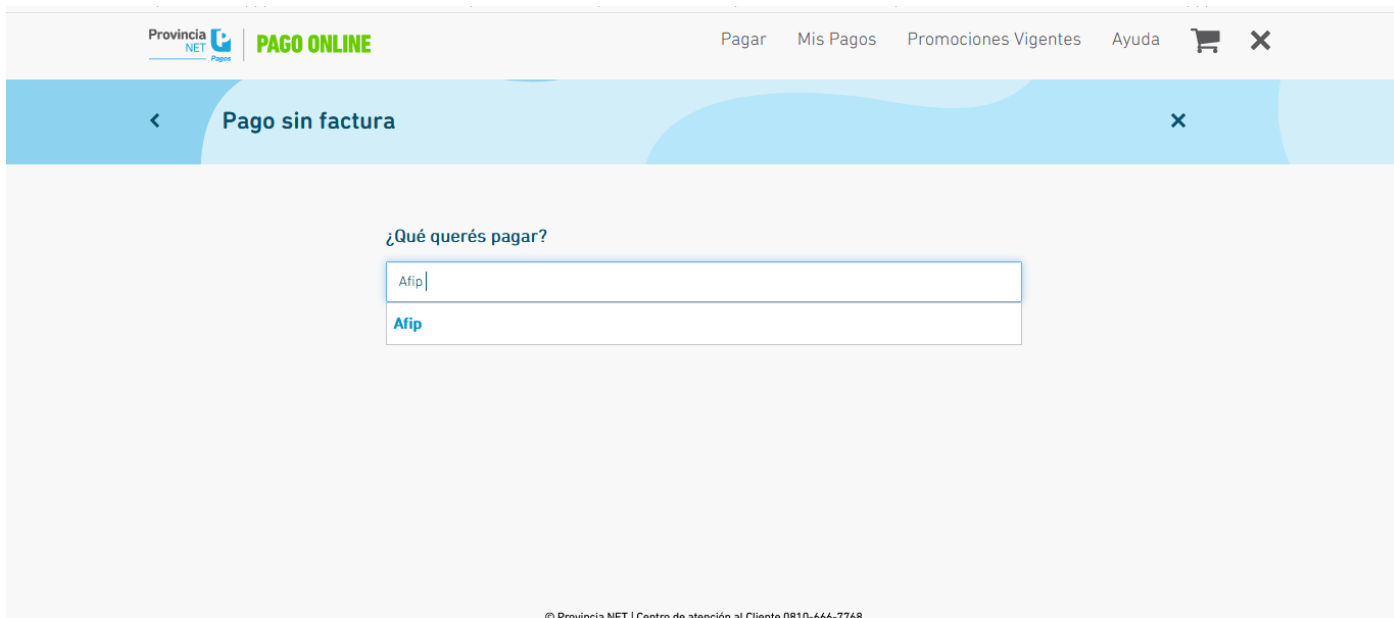 Provincia
NET
Pagos
PAGO ONLINE
Pagar
Mis Pagos
Promociones Vigentes
Ayuda
Pago sin factura
¿Qué querés pagar?
Afip
Afip
© Provincia NET | Centro de atención al Cliente 0810-666-7768